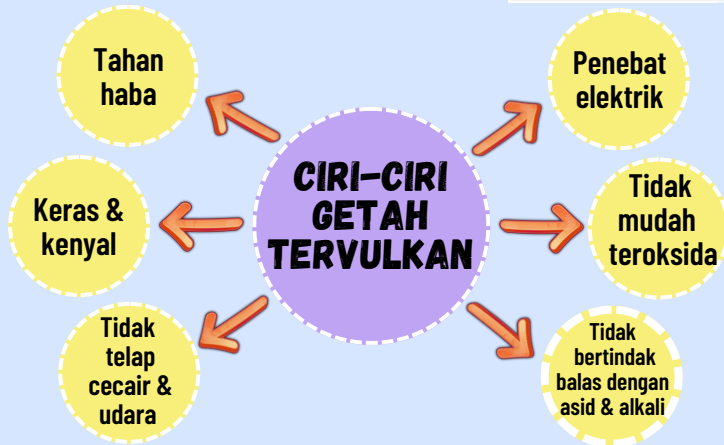 CIRI-CIRI
GETAH
TERVULKAN
Tahan
haba
Keras &
kenyal
Tidak
telap
cecair &
udara
Penebat
elektrik
Tidak
mudah
teroksida
Tidak
bertindak
balas dengan
asid & alkali